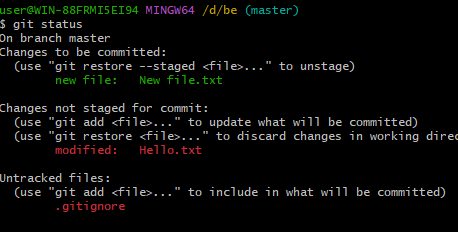 user@WIN-88FRMI5EI94 MINGW64 /d/be (master)
$ git status
On branch master
Changes to be committed:
  (use "git restore --staged <file>..." to unstage)
        new file:   New file.txt

Changes not staged for commit:
  (use "git add <file>..." to update what will be committed)
  (use "git restore <file>..." to discard changes in working direc
        modified:   Hello.txt

Untracked files:
  (use "git add <file>..." to include in what will be committed)
        .gitignore